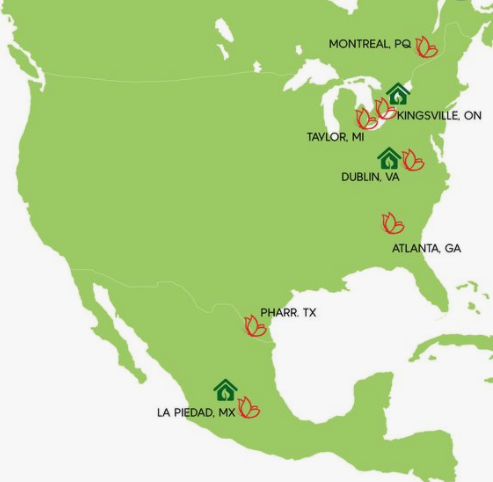 MONTREAL, PQ
KINGSVILLE, ON
TAYLOR, MI
DUBLIN, VA
ATLANTA, GA
PHARR. TX
LA PIEDAD, MX